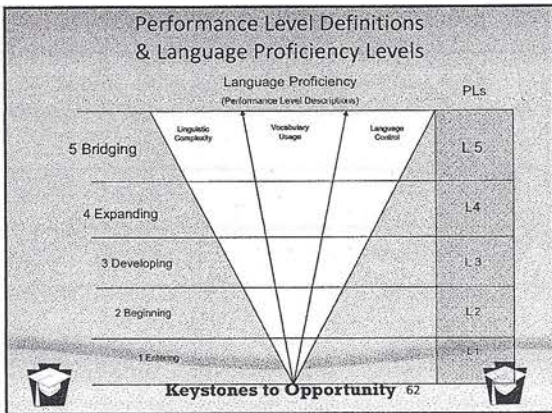 Performance Level Definitions
& Language Proficiency Levels
Language Proficiency
(Performance Level Descriptions)
PLs
Linguistic
Complexity
Vocabulary
Usage
Language
Control
5 Bridging
L 5
4 Expanding
L4
3 Developing
L 3
2 Beginning
L 2
1 Entering
L1
Keystones to Opportunity 62